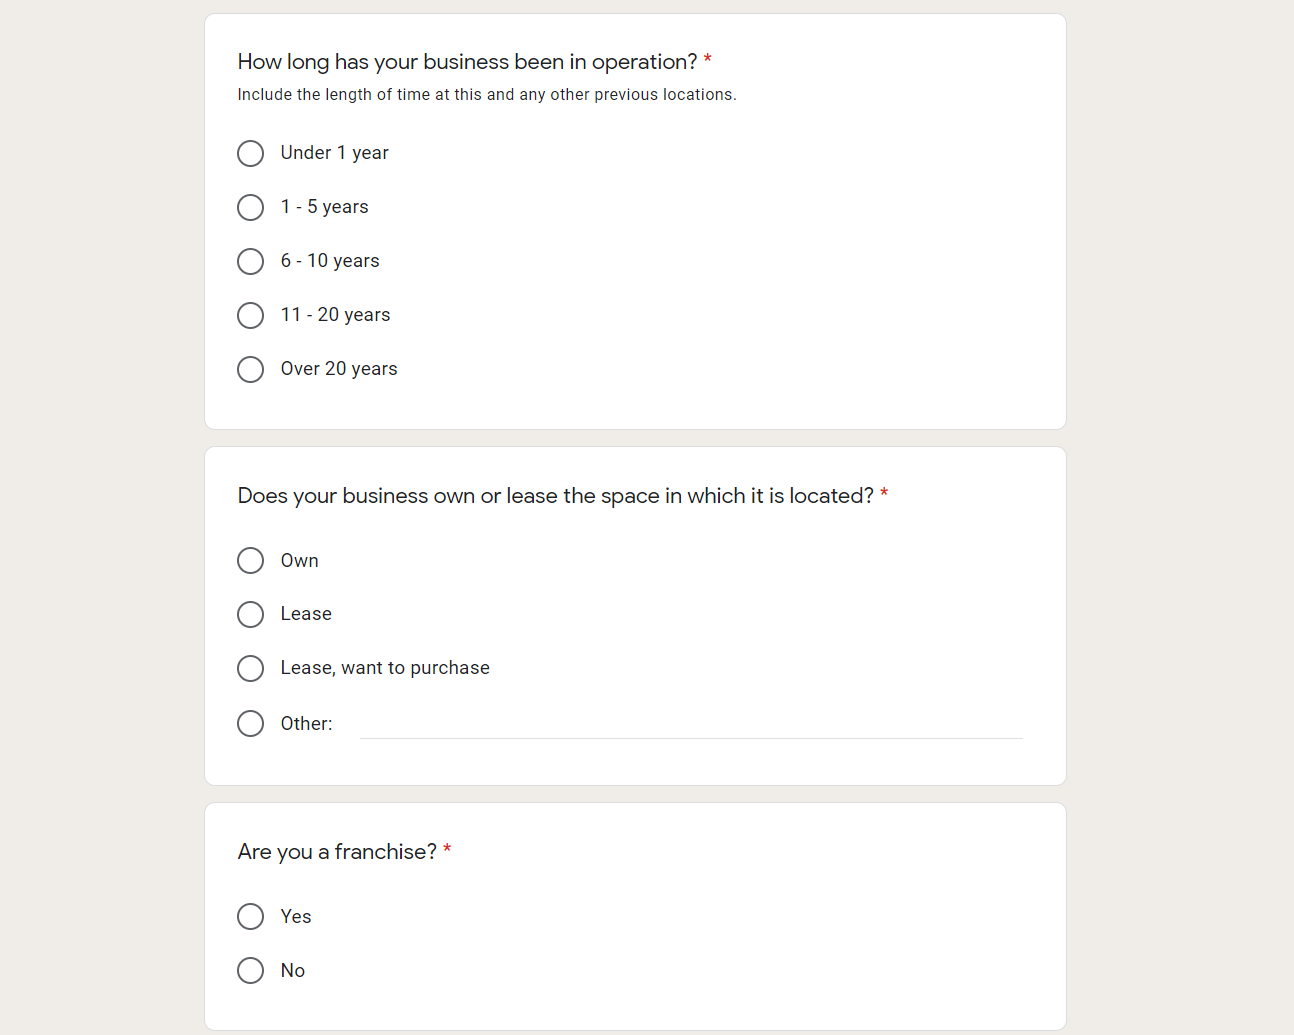 How long has your business been in operation? *
Include the length of time at this and any other previous locations.
Under 1 year
1 - 5 years
6 - 10 years
11 - 20 years
Over 20 years
Does your business own or lease the space in which it is located? *
Own
Lease
Lease, want to purchase
Other:
Are you a franchise? *
Yes
No